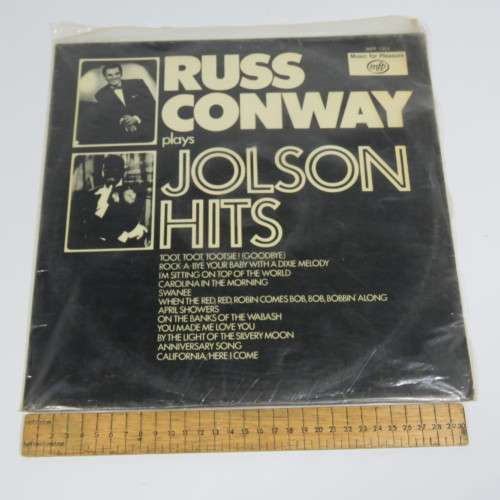 Music for Pleasure
mfp
RUSS
CONWAY
plays
JOLSON
HITS
TOOT, TOOT, TOOTSIE! (GOODBYE)
ROCK-A-BYE YOUR BABY WITH A DIXIE MELODY
I'M SITTING ON TOP OF THE WORLD
CAROLINA IN THE MORNING
SWANEE
WHEN THE RED, RED, ROBIN COMES BOB, BOB, BOBBIN' ALONG
APRIL SHOWERS
ON THE BANKS OF THE WABASH
YOU MADE ME LOVE YOU
BY THE LIGHT OF THE SILVERY MOON
ANNIVERSARY SONG
CALIFORNIA, HERE I COME